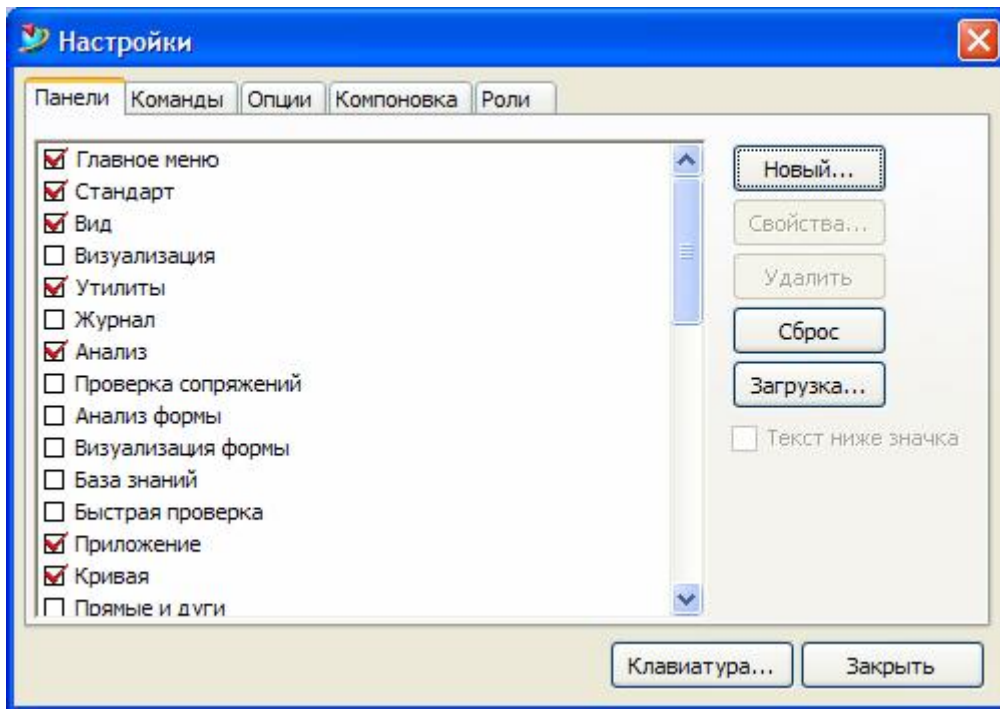 Настройки
Панели Команды Опции Компоновка Роли
Главное меню
Стандарт
Вид
Визуализация
Утилиты
Журнал
Анализ
Проверка сопряжений
Анализ формы
Визуализация формы
База знаний
Быстрая проверка
Приложение
Кривая
Прямые и дуги
Новый...
Свойства...
Удалить
Сброс
Загрузка...
Текст ниже значка
Клавиатура... Закрыть